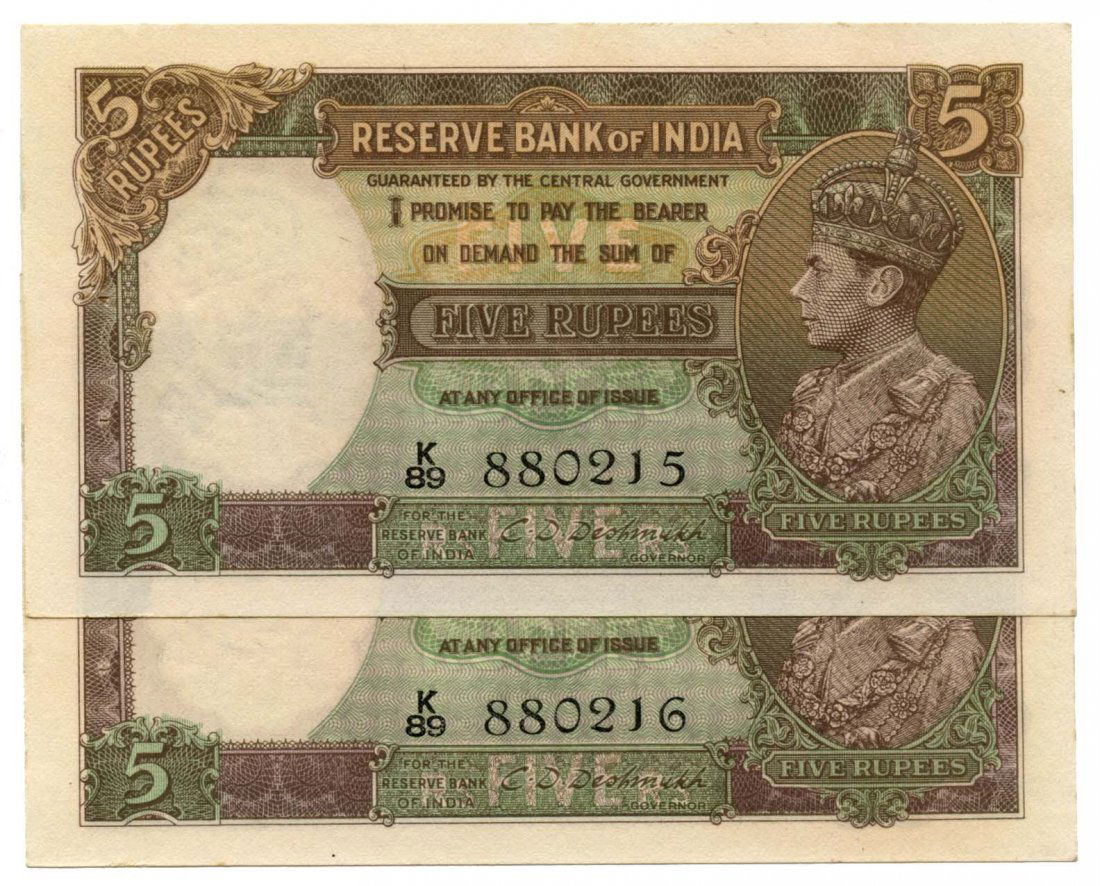 5 RUPEES
5
RESERVE BANK OF INDIA
GUARANTEED BY THE CENTRAL GOVERNMENT
I PROMISE TO PAY THE BEARER
ON DEMAND THE SUM OF
FIVE
FIVE RUPEES
AT ANY OFFICE OF ISSUE
K/89 880215
5
FOR THE
RESERVE BANK
OF INDIA
FIVE
C. D. Deshmukh
GOVERNOR
FIVE RUPEES
AT ANY OFFICE OF ISSUE
K/89 880216
5
FOR THE
RESERVE BANK
OF INDIA
FIVE
C. D. Deshmukh
GOVERNOR
FIVE RUPEES